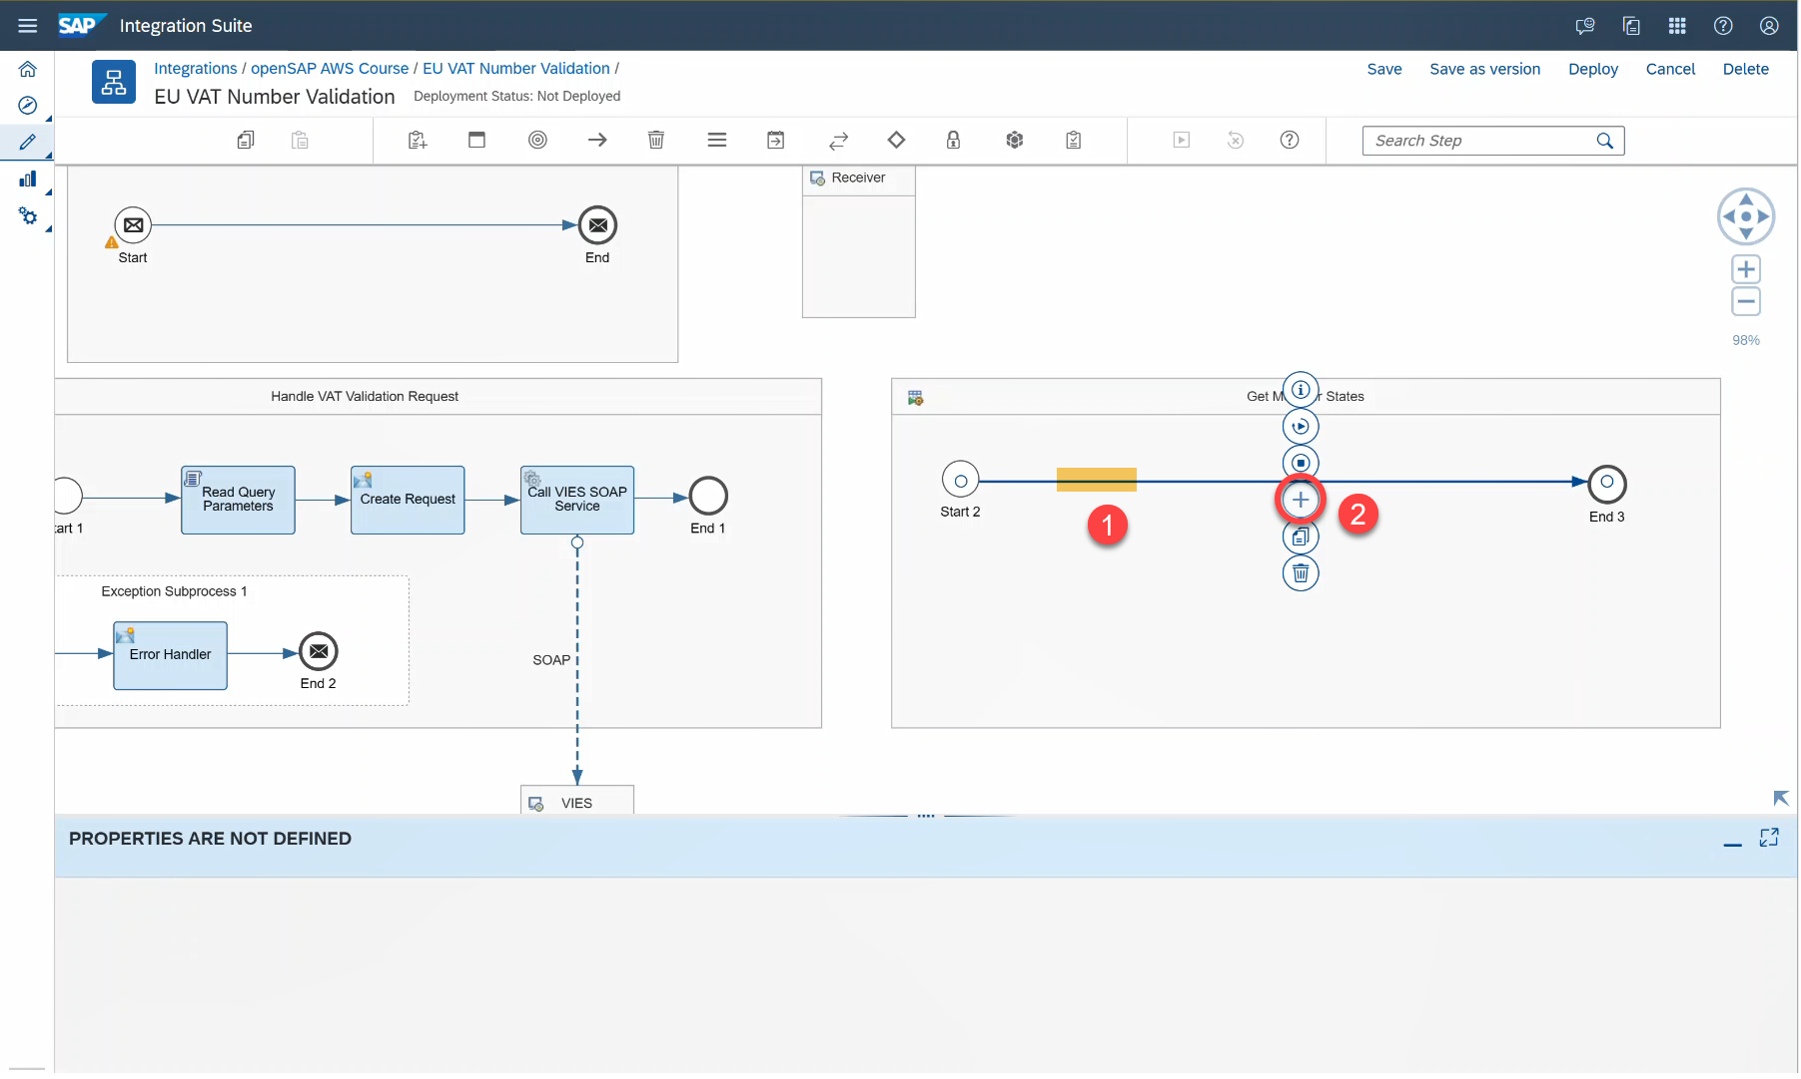 SAP Integration Suite
Integrations / openSAP AWS Course / EU VAT Number Validation /
EU VAT Number Validation Deployment Status: Not Deployed
Save Save as version Deploy Cancel Delete
Search Step
Receiver
Start
End
98%
Handle VAT Validation Request
Get M r States
Read Query
Parameters
Create Request
Call VIES SOAP
Service
art 1
End 1
Start 2
1
2
End 3
Exception Subprocess 1
Error Handler
End 2
SOAP
VIES
PROPERTIES ARE NOT DEFINED